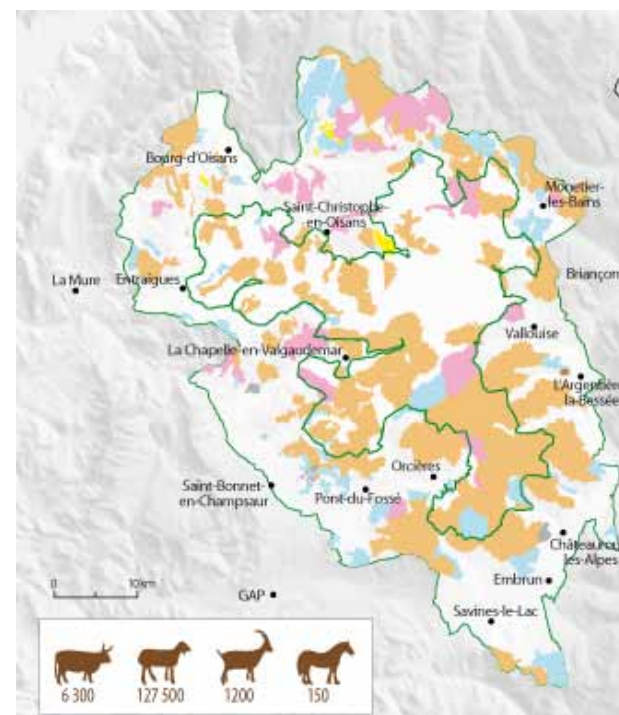 Bourg-d'Oisans
Saint-Christophe-
en-Oisans
Monetier-
les-Bains
La Mure
Entraigues
Briançon
Vallouise
La Chapelle-en-Valgaudemar
L'Argentière
la-Bessée
Orcières
Saint-Bonnet-
en-Champsaur
Pont-du-Fossé
les-Alpes
Embrun
0
10km
GAP
Savines-le-Lac
6 300
127 500
1200
150